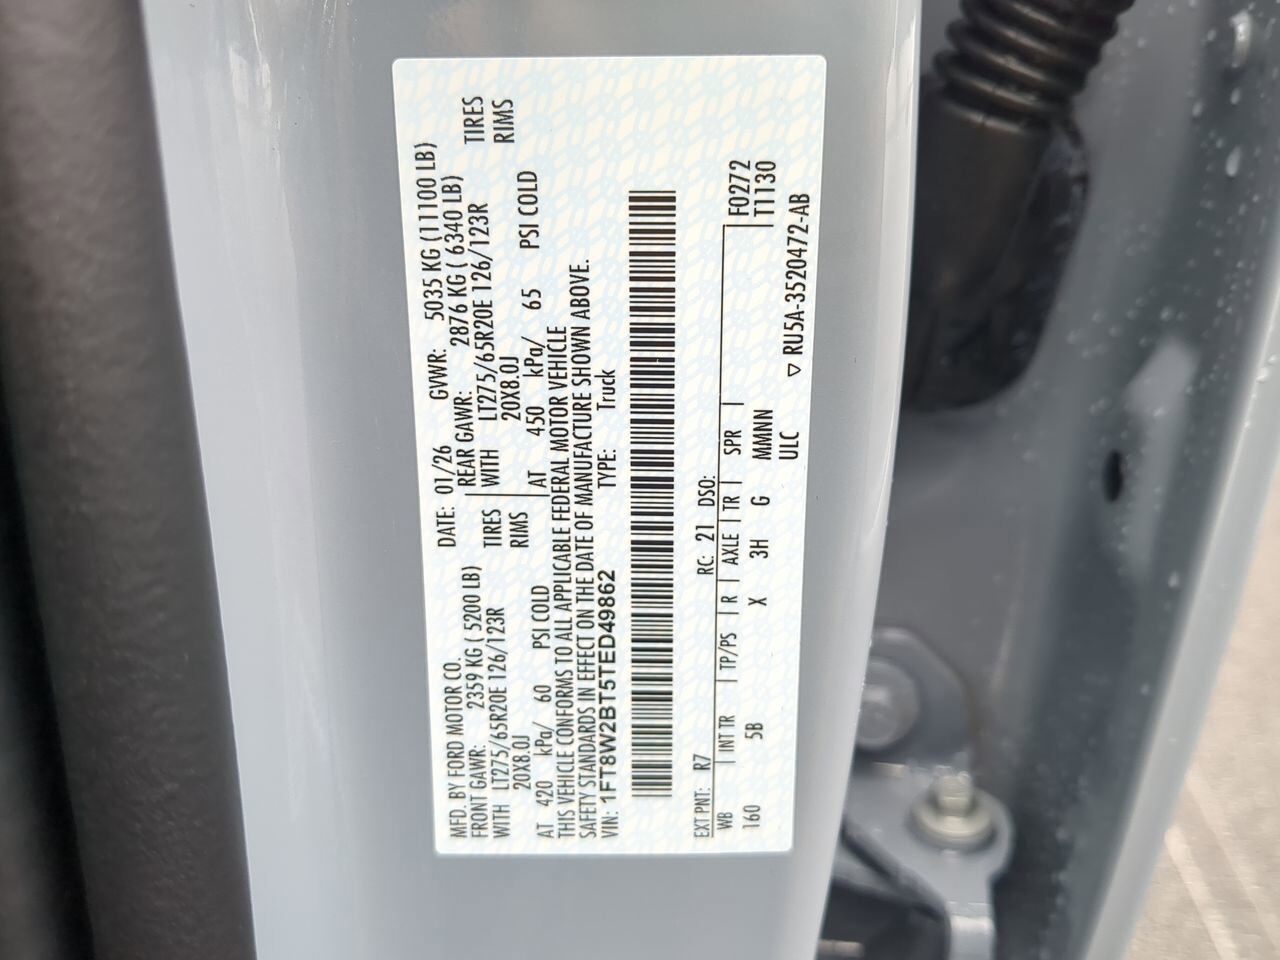 MFD. BY FORD MOTOR CO.
DATE: 01/26 GVWR: 5035 KG (11100 LB)
FRONT GAWR: 2359 KG ( 5200 LB) REAR GAWR: 2876 KG ( 6340 LB)
WITH LT275/65R20E 126/123R TIRES WITH LT275/65R20E 126/123R TIRES
20X8.0J RIMS 20X8.0J RIMS
AT 420 kPa/ 60 PSI COLD AT 450 kPa/ 65 PSI COLD
THIS VEHICLE CONFORMS TO ALL APPLICABLE FEDERAL MOTOR VEHICLE
SAFETY STANDARDS IN EFFECT ON THE DATE OF MANUFACTURE SHOWN ABOVE.
VIN: 1FT8W2BT5TED49862 TYPE: Truck
EXT PNT: R7 RC: 21 DSO: F0272
WB INT TR TP/PS R AXLE TR SPR T1130
160 5B X 3H G MMNN
ULC ▽ RU5A-3520472-AB